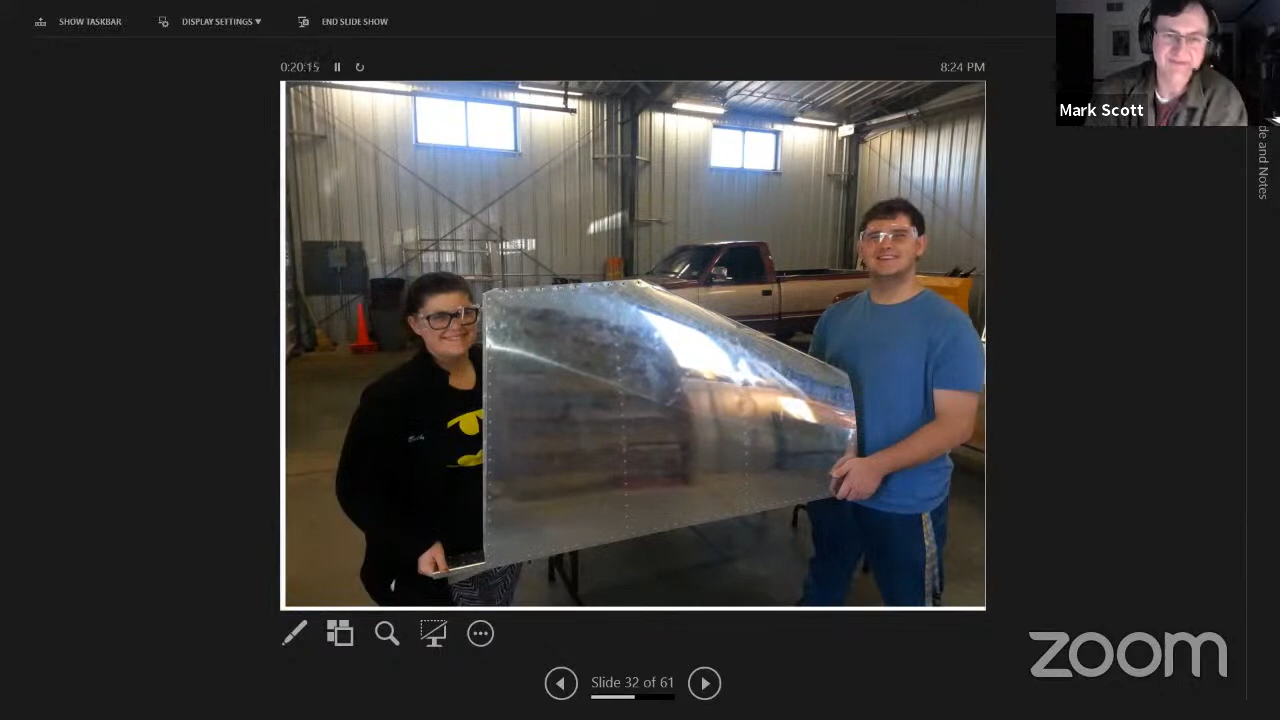 SHOW TASKBAR
DISPLAY SETTINGS ▼
END SLIDE SHOW
0:20:15
8:24 PM
Mark Scott
de and Notes
Slide 32 of 61
zoom